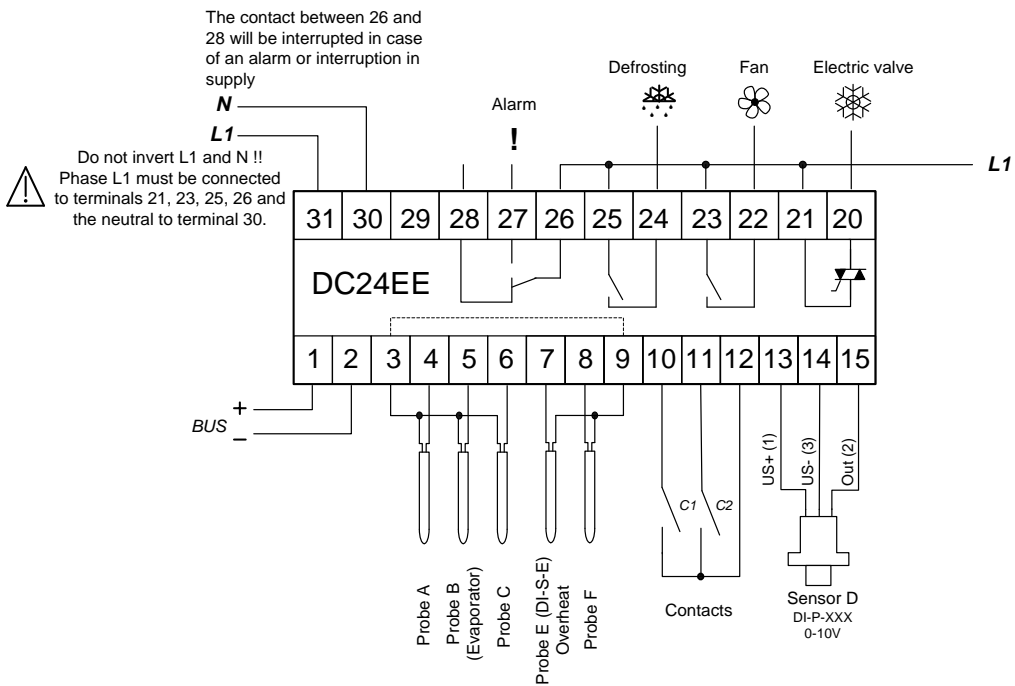 The contact between 26 and
28 will be interrupted in case
of an alarm or interruption in
supply
N
L1
Do not invert L1 and N !!
Phase L1 must be connected
to terminals 21, 23, 25, 26 and
the neutral to terminal 30.
Alarm
!
Defrosting
Fan
Electric valve
L1
31 30 29 28 27 26 25 24 23 22 21 20
DC24EE
1 2 3 4 5 6 7 8 9 10 11 12 13 14 15
+
BUS
−
C1
C2
US+ (1)
US- (3)
Out (2)
Probe A
Probe B
(Evaporator)
Probe C
Probe E (DI-S-E)
Overheat
Probe F
Contacts
Sensor D
DI-P-XXX
0-10V